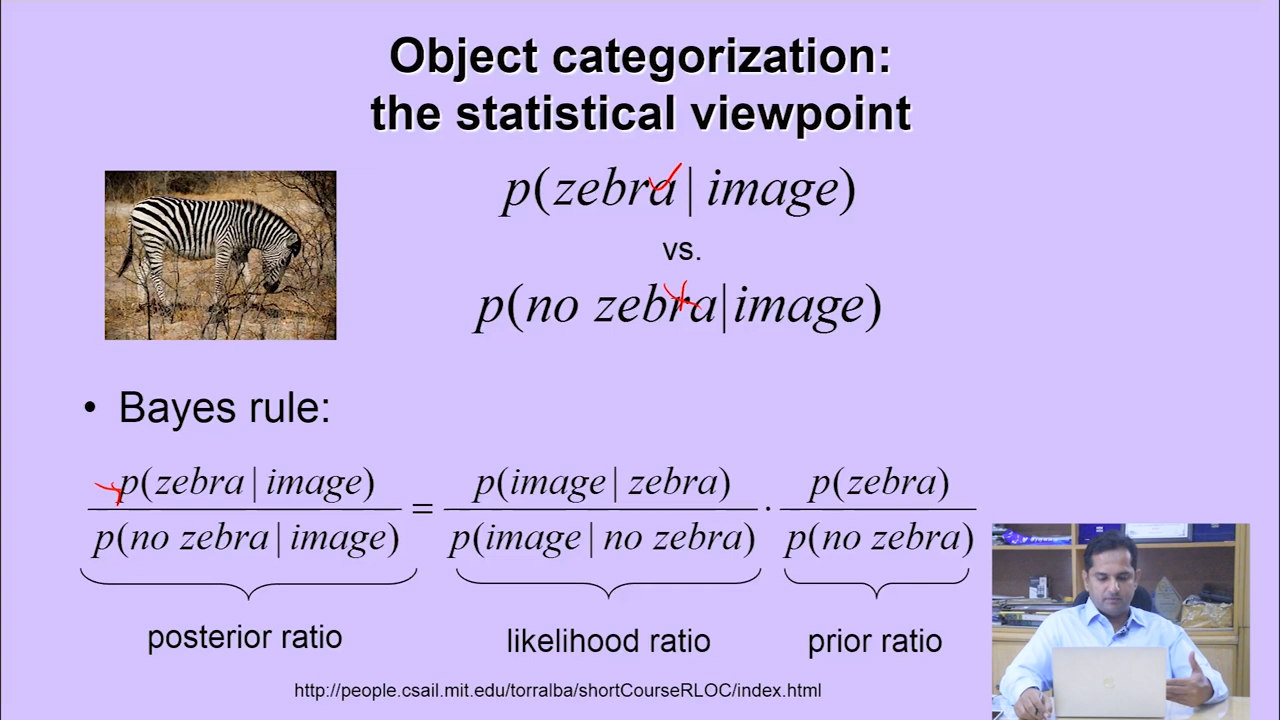 Object categorization:
the statistical viewpoint
p(zebra | image)
vs.
p(no zebra|image)
• Bayes rule:
p(zebra | image) / p(no zebra | image) = p(image | zebra) / p(image | no zebra) · p(zebra) / p(no zebra)
posterior ratio likelihood ratio prior ratio
http://people.csail.mit.edu/torralba/shortCourseRLOC/index.html